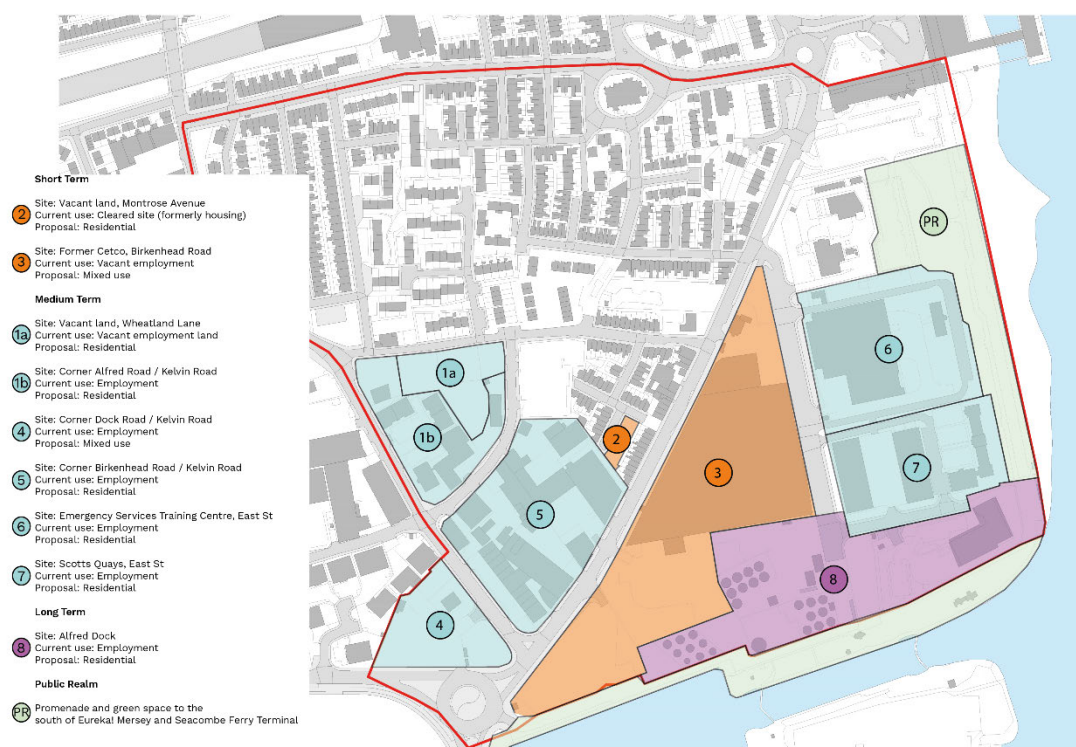 Short Term
2
Site: Vacant land, Montrose Avenue
Current use: Cleared site (formerly housing)
Proposal: Residential
3
Site: Former Cetco, Birkenhead Road
Current use: Vacant employment
Proposal: Mixed use
Medium Term
1a
Site: Vacant land, Wheatland Lane
Current use: Vacant employment land
Proposal: Residential
1b
Site: Corner Alfred Road / Kelvin Road
Current use: Employment
Proposal: Residential
4
Site: Corner Dock Road / Kelvin Road
Current use: Employment
Proposal: Mixed use
5
Site: Corner Birkenhead Road / Kelvin Road
Current use: Employment
Proposal: Residential
6
Site: Emergency Services Training Centre, East St
Current use: Employment
Proposal: Residential
7
Site: Scotts Quays, East St
Current use: Employment
Proposal: Residential
Long Term
8
Site: Alfred Dock
Current use: Employment
Proposal: Residential
Public Realm
PR
Promenade and green space to the
south of Eureka! Mersey and Seacombe Ferry Terminal
PR
6
1a
1b
2
7
3
5
8
4